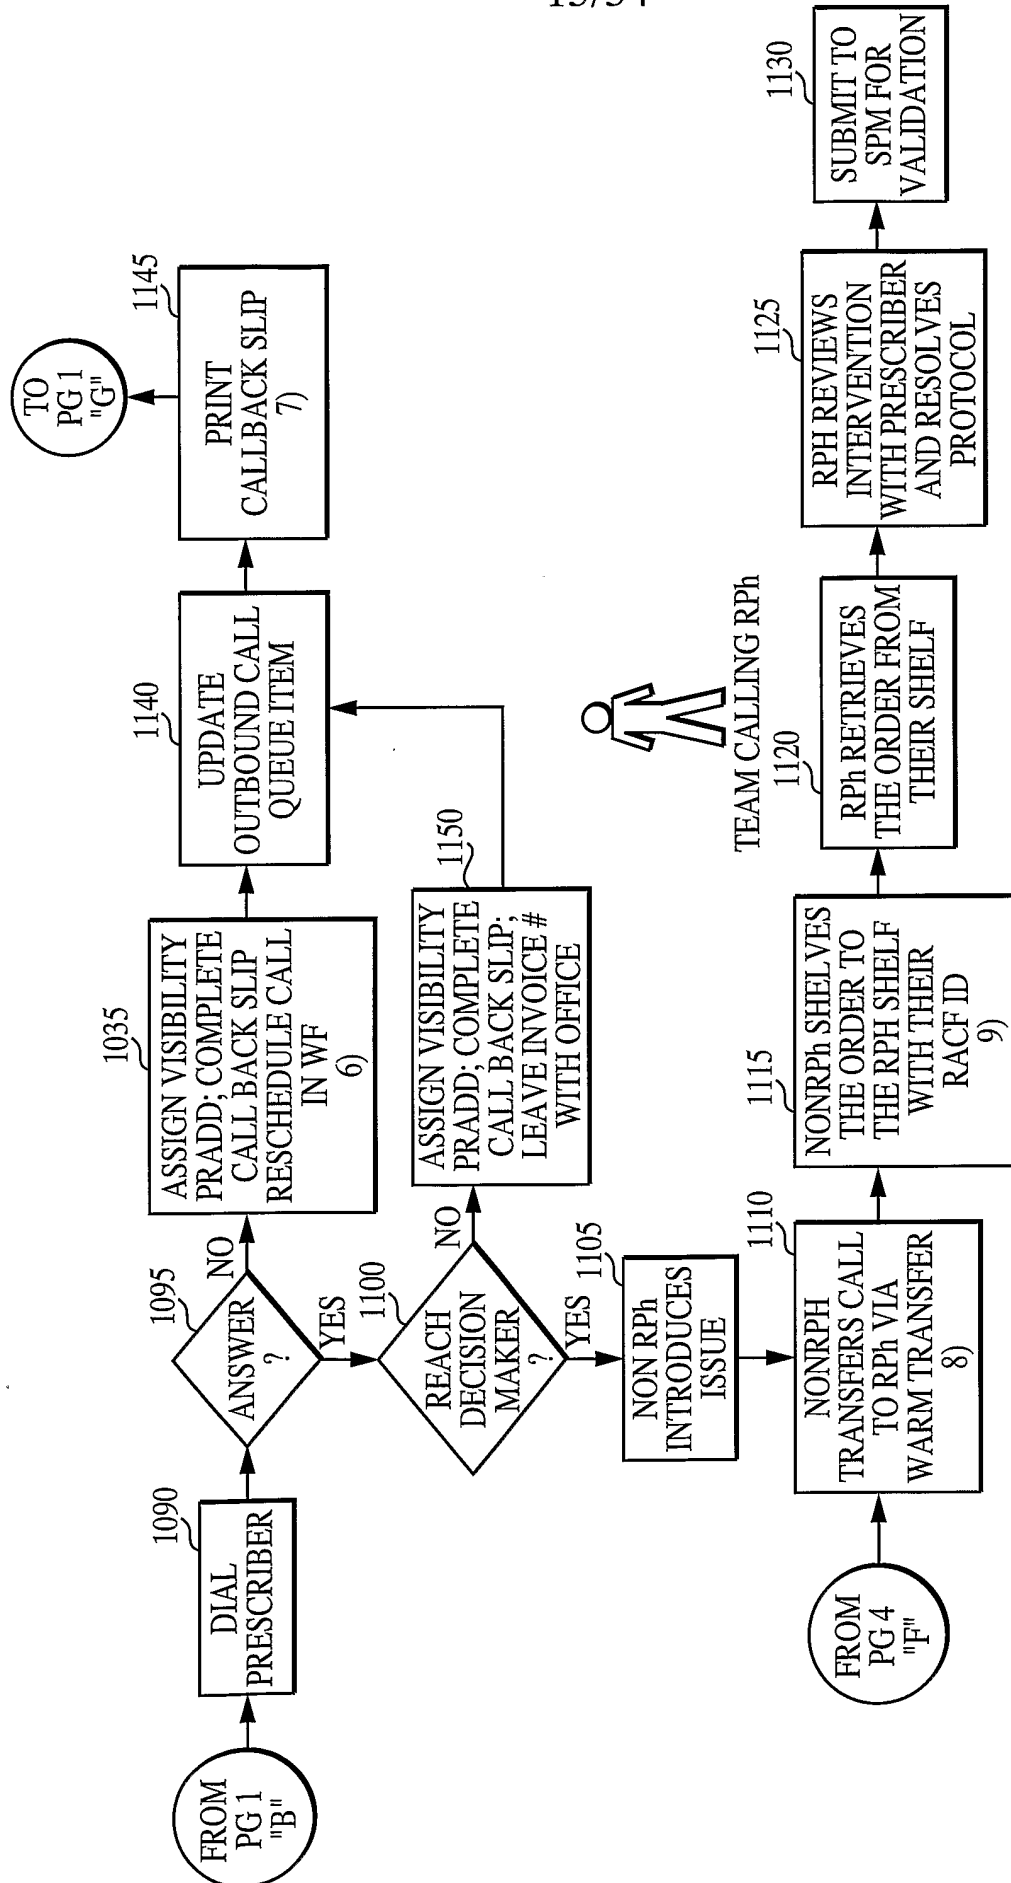 FROM
PG 1
"B"
1090
DIAL
PRESCRIBER
1095
ANSWER
?
NO
YES
1035
ASSIGN VISIBILITY
PRADD; COMPLETE
CALL BACK SLIP
RESCHEDULE CALL
IN WF
6)
1140
UPDATE
OUTBOUND CALL
QUEUE ITEM
1145
PRINT
CALLBACK SLIP
7)
TO
PG 1
"G"
1100
REACH
DECISION
MAKER
?
NO
YES
1150
ASSIGN VISIBILITY
PRADD; COMPLETE
CALL BACK SLIP;
LEAVE INVOICE #
WITH OFFICE
1105
NON RPh
INTRODUCES
ISSUE
TEAM CALLING RPh
FROM
PG 4
"F"
1110
NONRPH
TRANSFERS CALL
TO RPh VIA
WARM TRANSFER
8)
1115
NONRPh SHELVES
THE ORDER TO
THE RPH SHELF
WITH THEIR
RACF ID
9)
1120
RPh RETRIEVES
THE ORDER FROM
THEIR SHELF
1125
RPH REVIEWS
INTERVENTION
WITH PRESCRIBER
AND RESOLVES
PROTOCOL
1130
SUBMIT TO
SPM FOR
VALIDATION